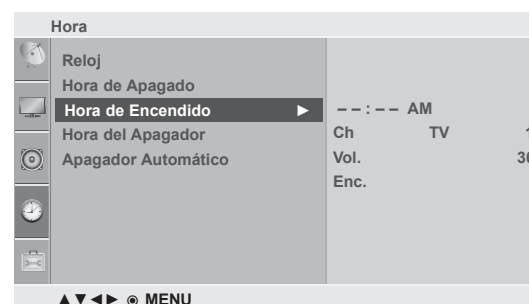 Hora
Reloj
Hora de Apagado
Hora de Encendido ►
Hora del Apagador
Apagador Automático
– – : – – AM
Ch TV
Vol.
Enc.
▲▼◄► ◉ MENU